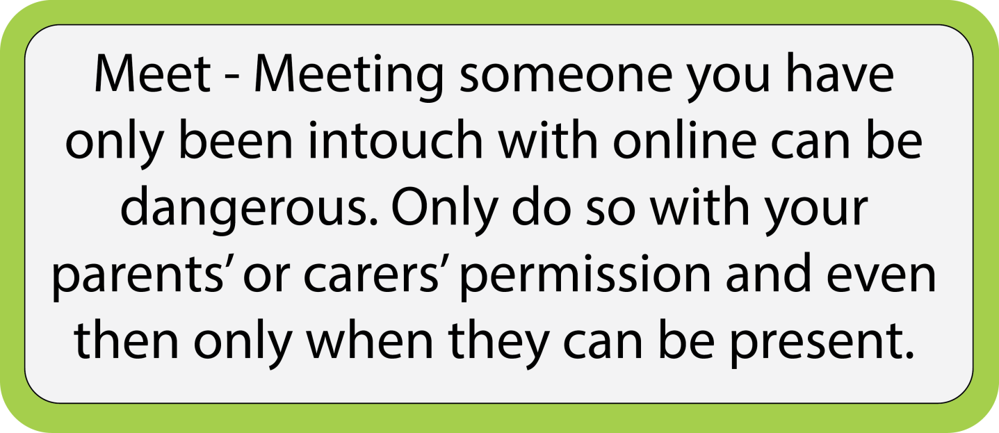 Meet - Meeting someone you have
only been intouch with online can be
dangerous. Only do so with your
parents’ or carers’ permission and even
then only when they can be present.